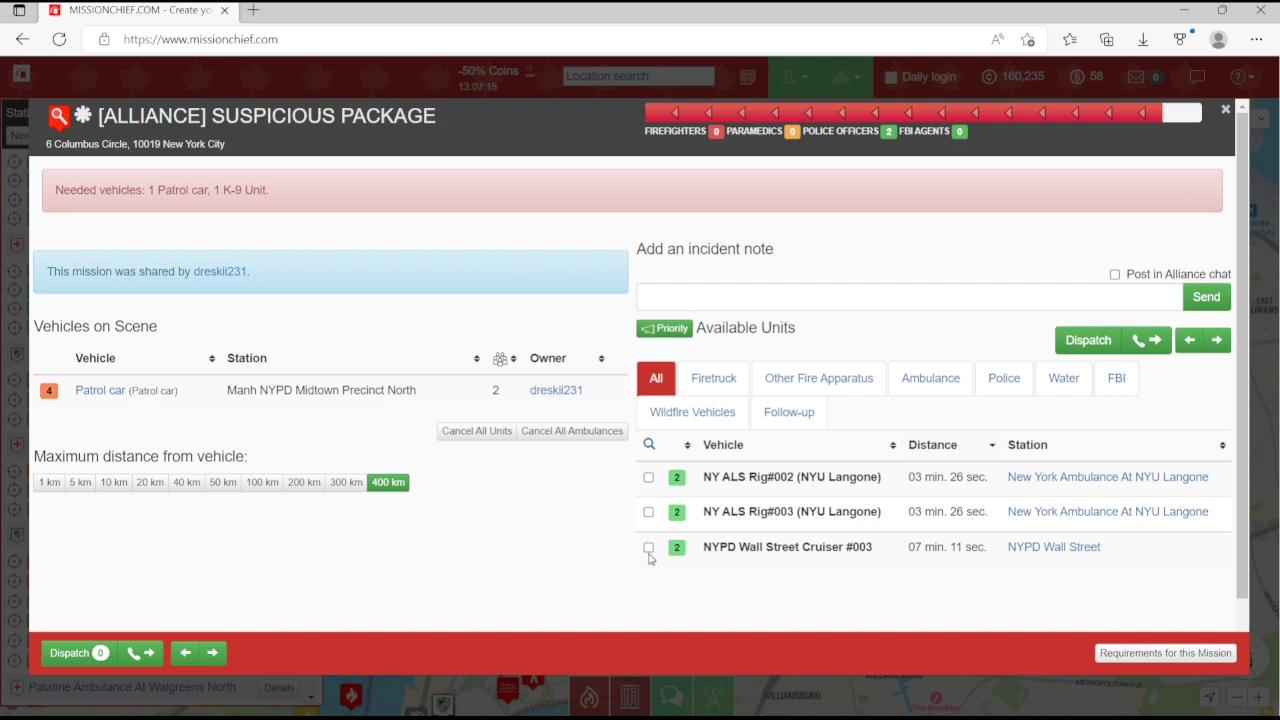 MISSIONCHIEF.COM - Create yo
https://www.missionchief.com
-50% Coins
13:07:15
Location search
Daily login
160,235
58
0
Stati
New
[ALLIANCE] SUSPICIOUS PACKAGE
6 Columbus Circle, 10019 New York City
FIREFIGHTERS 0 PARAMEDICS 0 POLICE OFFICERS 2 FBI AGENTS 0
Needed vehicles: 1 Patrol car, 1 K-9 Unit.
This mission was shared by dreskii231.
Vehicles on Scene
Vehicle Station Owner
4 Patrol car (Patrol car) Manh NYPD Midtown Precinct North 2 dreskii231
Cancel All Units Cancel All Ambulances
Maximum distance from vehicle:
1 km 5 km 10 km 20 km 40 km 50 km 100 km 200 km 300 km 400 km
Add an incident note
Post in Alliance chat
Send
Priority Available Units
Dispatch
All Firetruck Other Fire Apparatus Ambulance Police Water FBI
Wildfire Vehicles Follow-up
Vehicle Distance Station
2 NY ALS Rig#002 (NYU Langone) 03 min. 26 sec. New York Ambulance At NYU Langone
2 NY ALS Rig#003 (NYU Langone) 03 min. 26 sec. New York Ambulance At NYU Langone
2 NYPD Wall Street Cruiser #003 07 min. 11 sec. NYPD Wall Street
Dispatch 0
Requirements for this Mission
Palatine Ambulance At Walgreens North Details
WILLIAMSBURG
METROPOLITAN AVE
The Brooklyn